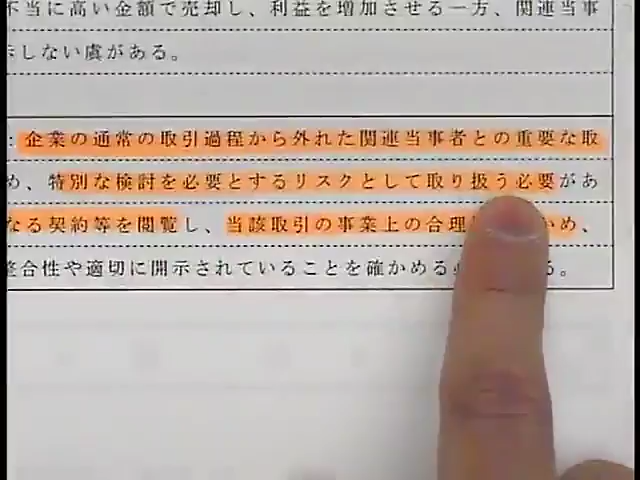 不当に高い金額で売却し、利益を増加させる一方、関連当事
しない虞がある。
：企業の通常の取引過程から外れた関連当事者との重要な取
め、特別な検討を必要とするリスクとして取り扱う必要があ
なる契約等を閲覧し、当該取引の事業上の合理 かめ、
整合性や適切に開示されていることを確かめる る。